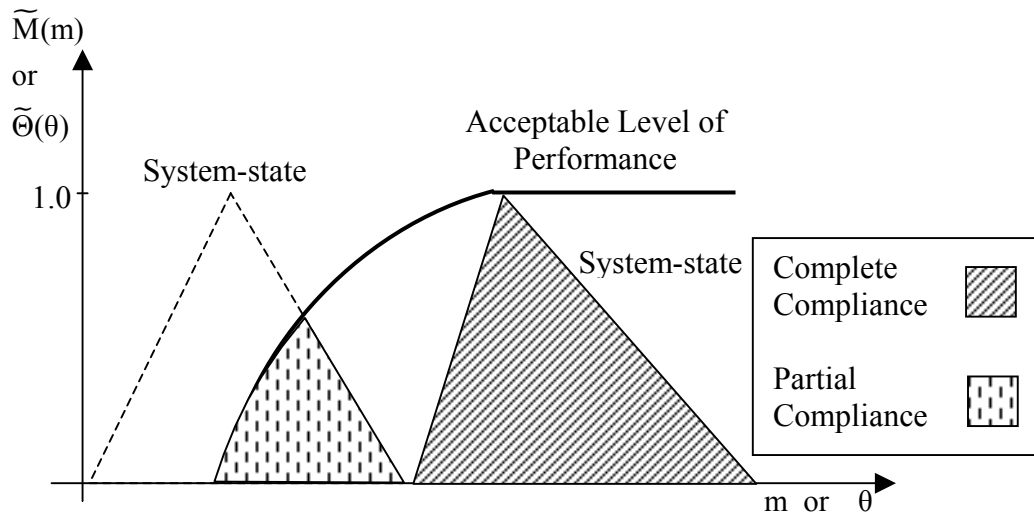 M̃(m)
or
Θ̃(θ)
1.0
System-state
Acceptable Level of
Performance
System-state
Complete
Compliance
Partial
Compliance
m or θ